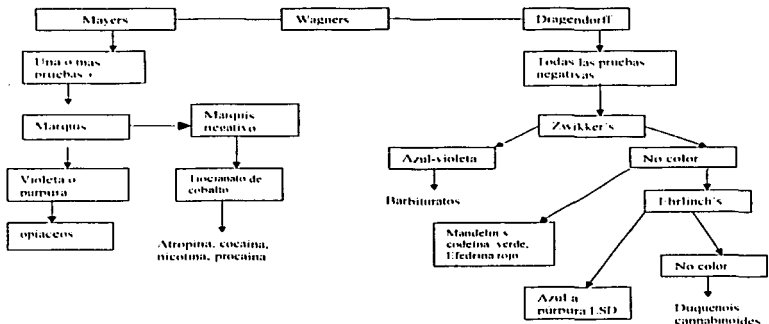 Mayers
Wagners
Dragendorff
Una o mas
pruebas +
Todas las pruebas
negativas
Marquis
Marquis
negativo
Zwikker's
Azul-violeta
No color
Violeta o
purpura
Tiocianato de
cobalto
Barbituratos
Ehrlinch's
opiaceos
Atropina, cocaina,
nicotina, procaina
Mandelin's
codeina verde,
Efedrina rojo
No color
Azul a
purpura LSD
Duquenois
cannabinoides